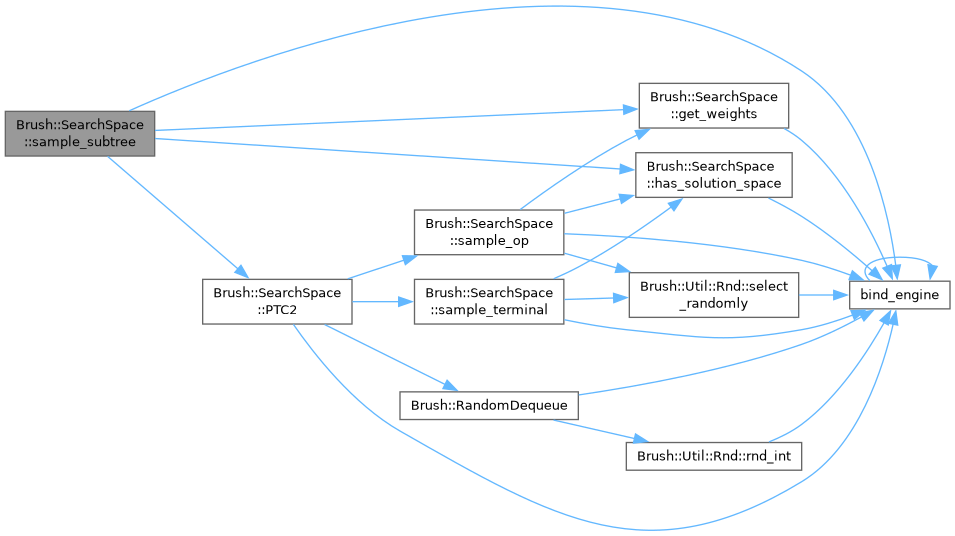 Brush::SearchSpace
::sample_subtree
Brush::SearchSpace
::get_weights
Brush::SearchSpace
::has_solution_space
Brush::SearchSpace
::sample_op
Brush::SearchSpace
::PTC2
Brush::SearchSpace
::sample_terminal
Brush::Util::Rnd::select
_randomly
bind_engine
Brush::RandomDequeue
Brush::Util::Rnd::rnd_int